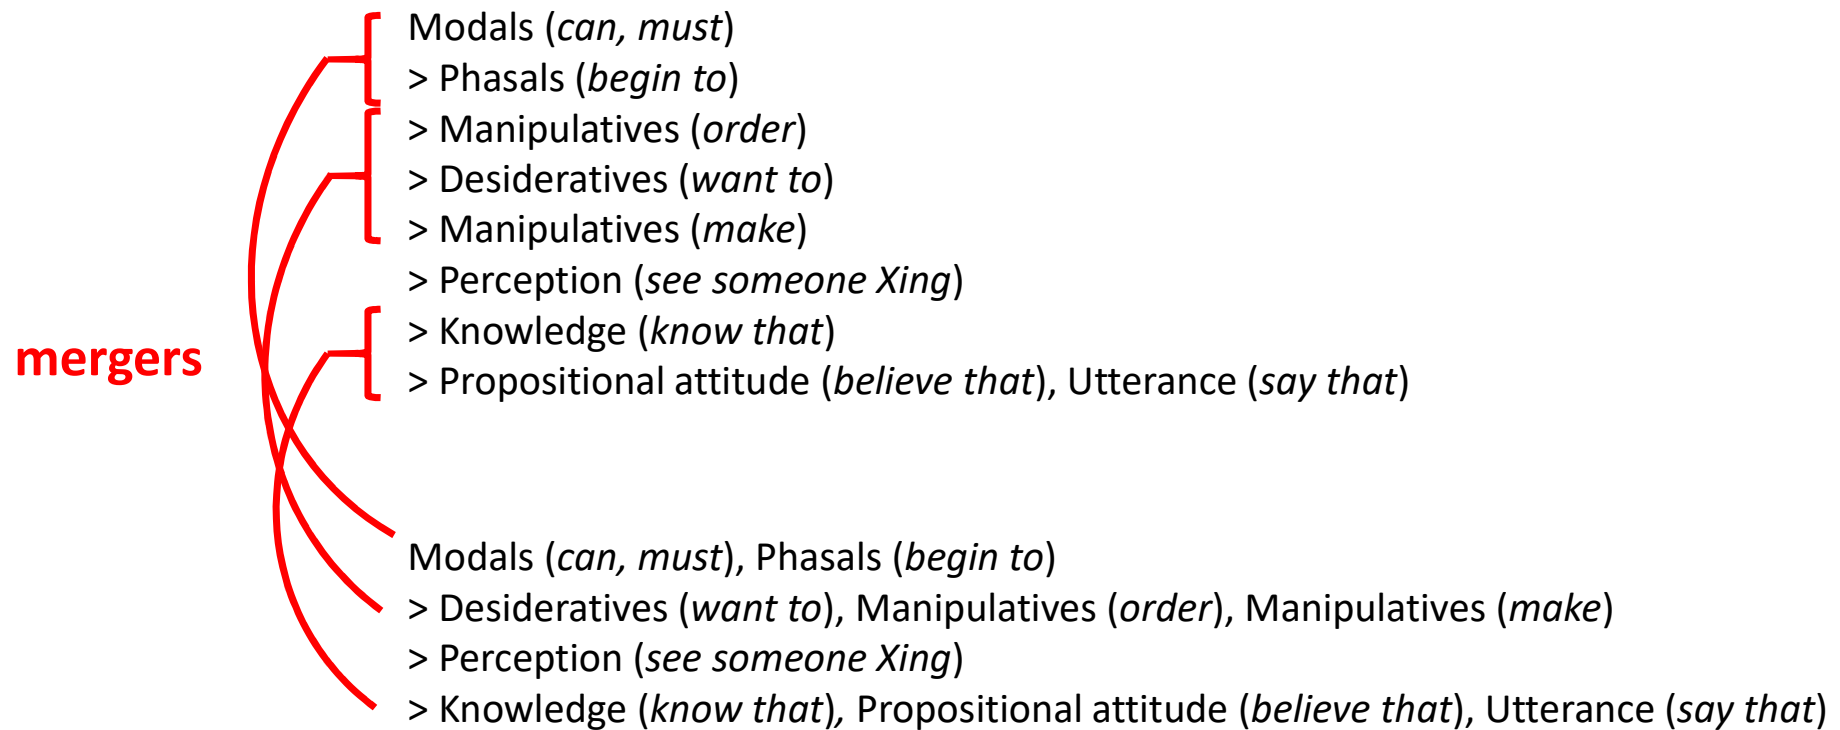 Modals (can, must)
> Phasals (begin to)
> Manipulatives (order)
> Desideratives (want to)
> Manipulatives (make)
> Perception (see someone Xing)
> Knowledge (know that)
mergers
> Propositional attitude (believe that), Utterance (say that)
Modals (can, must), Phasals (begin to)
> Desideratives (want to), Manipulatives (order), Manipulatives (make)
> Perception (see someone Xing)
> Knowledge (know that), Propositional attitude (believe that), Utterance (say that)